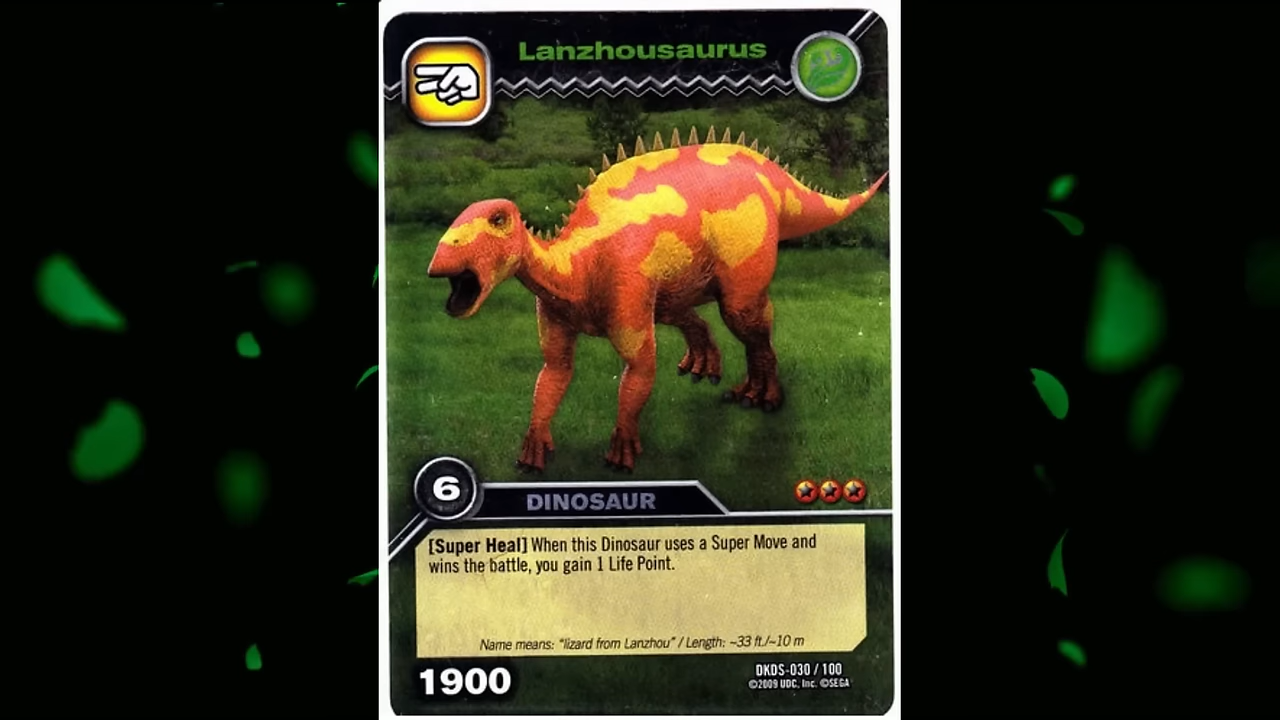 Lanzhousaurus
6
DINOSAUR
[Super Heal] When this Dinosaur uses a Super Move and
wins the battle, you gain 1 Life Point.
Name means: "lizard from Lanzhou" / Length: ~33 ft./~10 m
1900
DKDS-030 / 100
©2009 UDC, Inc. ©SEGA